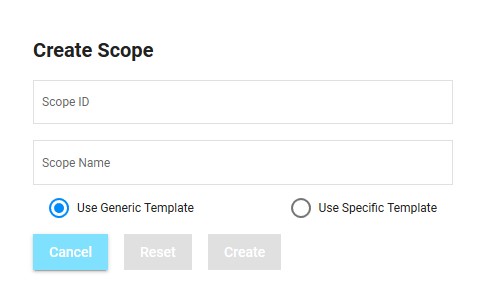 Create Scope
Scope ID
Scope Name
Use Generic Template Use Specific Template
Cancel Reset Create